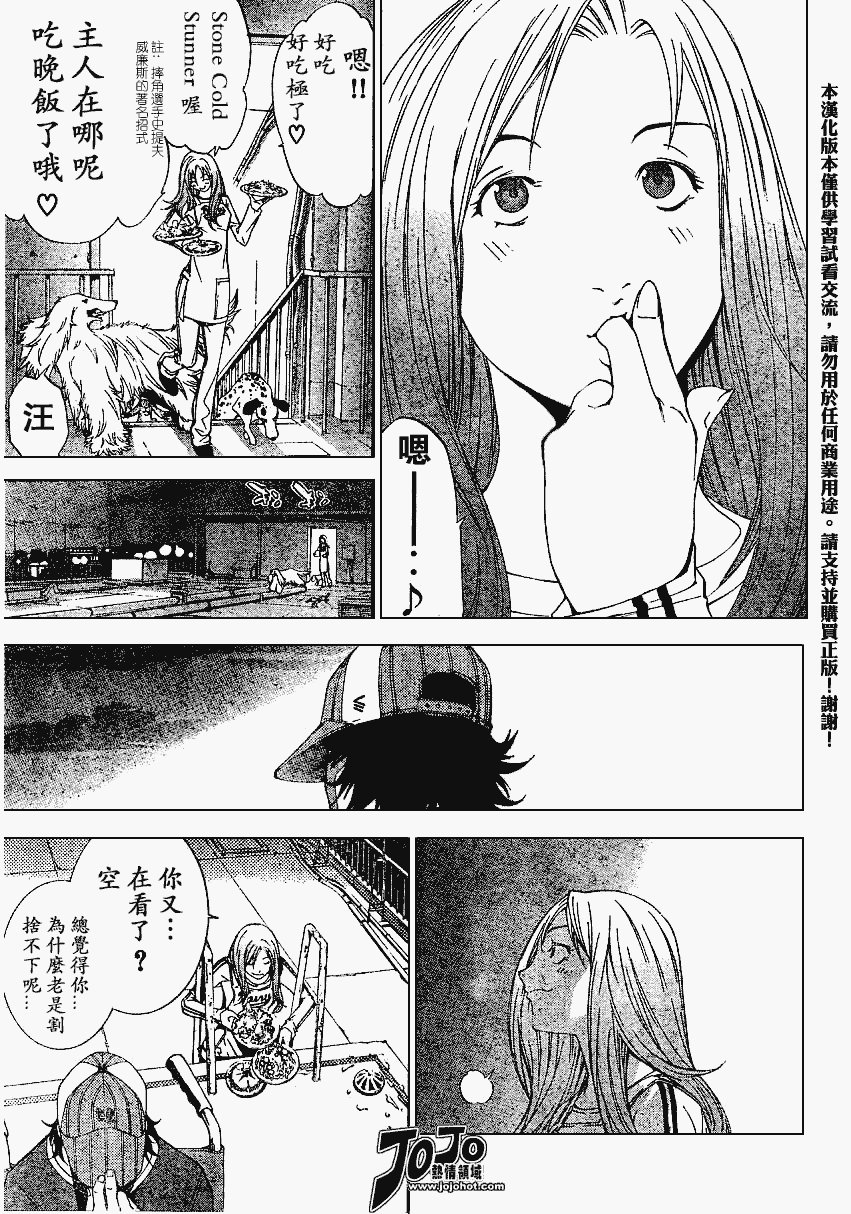 嗯——‥♪
嗯!!
好吃
好吃極了♡
Stone Cold
Stunner 喔
註:摔角選手史提夫
威廉斯的著名招式
主人在哪呢
吃晚飯了哦♡
汪
你又…
在看了?
空
總覺得你…
為什麼老是割
捨不下呢…
本漢化版本僅供學習試看交流，請勿用於任何商業用途。請支持並購買正版！謝謝！
JOJO
熱情領域
www.jojohot.com